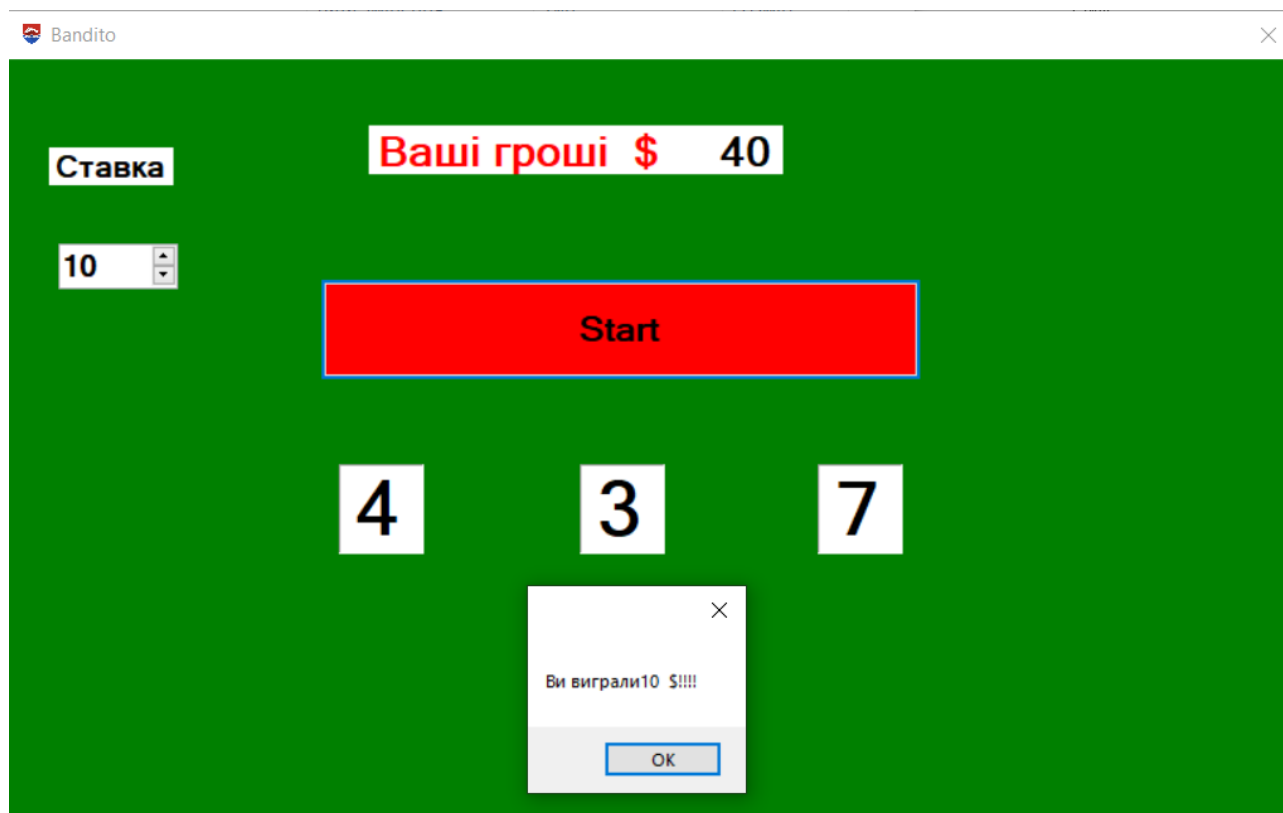 Bandito
Ваші гроші $ 40
Ставка
10
Start
4 3 7
Ви виграли10 $!!!!
OK